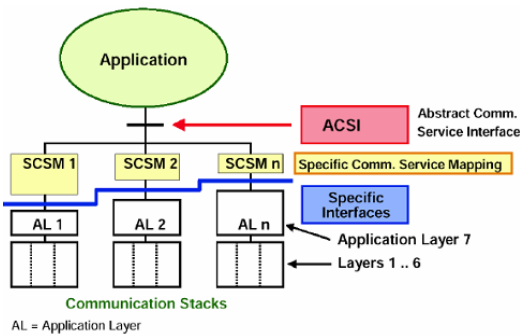 Application
ACSI
Abstract Comm.
Service Interface
SCSM 1
SCSM 2
SCSM n
Specific Comm. Service Mapping
Specific
Interfaces
AL 1
AL 2
AL n
Application Layer 7
Layers 1 .. 6
Communication Stacks
AL = Application Layer